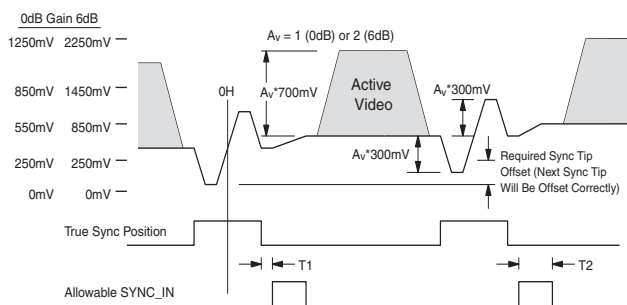 0dB Gain 6dB
1250mV 2250mV
850mV 1450mV
550mV 850mV
250mV 250mV
0mV 0mV
0H
Av = 1 (0dB) or 2 (6dB)
Av*700mV
Active
Video
Av*300mV
Av*300mV
Required Sync Tip
Offset (Next Sync Tip
Will Be Offset Correctly)
True Sync Position
T1
T2
Allowable SYNC_IN